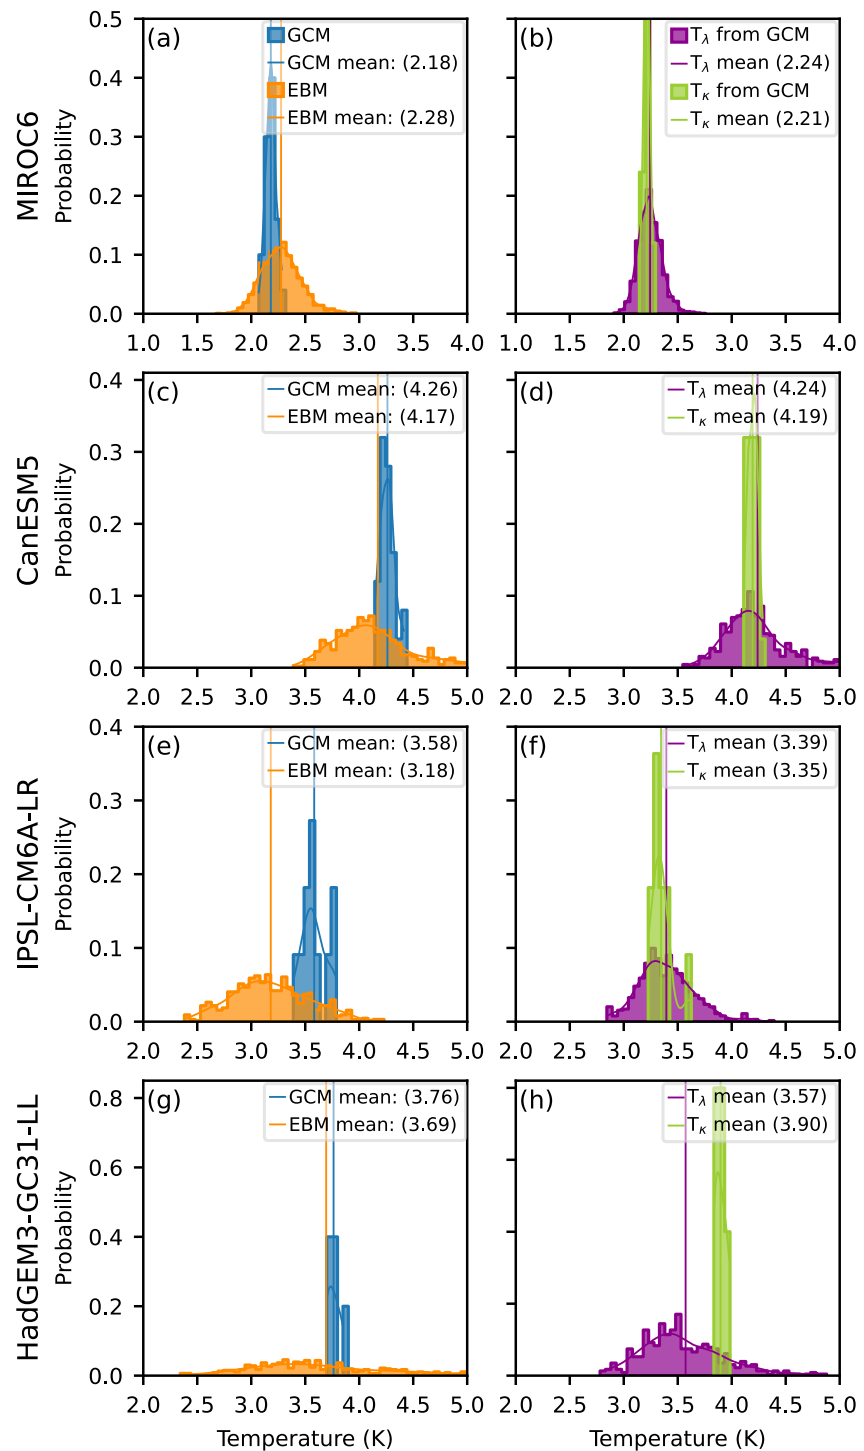 (a)
GCM
GCM mean: (2.18)
EBM
EBM mean: (2.28)
0.5
0.4
0.3
0.2
0.1
0.0
Probability
MIROC6
1.0 1.5 2.0 2.5 3.0 3.5 4.0
(b)
Tλ from GCM
Tλ mean (2.24)
Tκ from GCM
Tκ mean (2.21)
1.0 1.5 2.0 2.5 3.0 3.5 4.0
(c)
GCM mean: (4.26)
EBM mean: (4.17)
0.4
0.3
0.2
0.1
0.0
Probability
CanESM5
2.0 2.5 3.0 3.5 4.0 4.5 5.0
(d)
Tλ mean (4.24)
Tκ mean (4.19)
2.0 2.5 3.0 3.5 4.0 4.5 5.0
(e)
GCM mean: (3.58)
EBM mean: (3.18)
0.4
0.3
0.2
0.1
0.0
Probability
IPSL-CM6A-LR
2.0 2.5 3.0 3.5 4.0 4.5 5.0
(f)
Tλ mean (3.39)
Tκ mean (3.35)
2.0 2.5 3.0 3.5 4.0 4.5 5.0
(g)
GCM mean: (3.76)
EBM mean: (3.69)
0.8
0.6
0.4
0.2
0.0
Probability
HadGEM3-GC31-LL
2.0 2.5 3.0 3.5 4.0 4.5 5.0
Temperature (K)
(h)
Tλ mean (3.57)
Tκ mean (3.90)
2.0 2.5 3.0 3.5 4.0 4.5 5.0
Temperature (K)